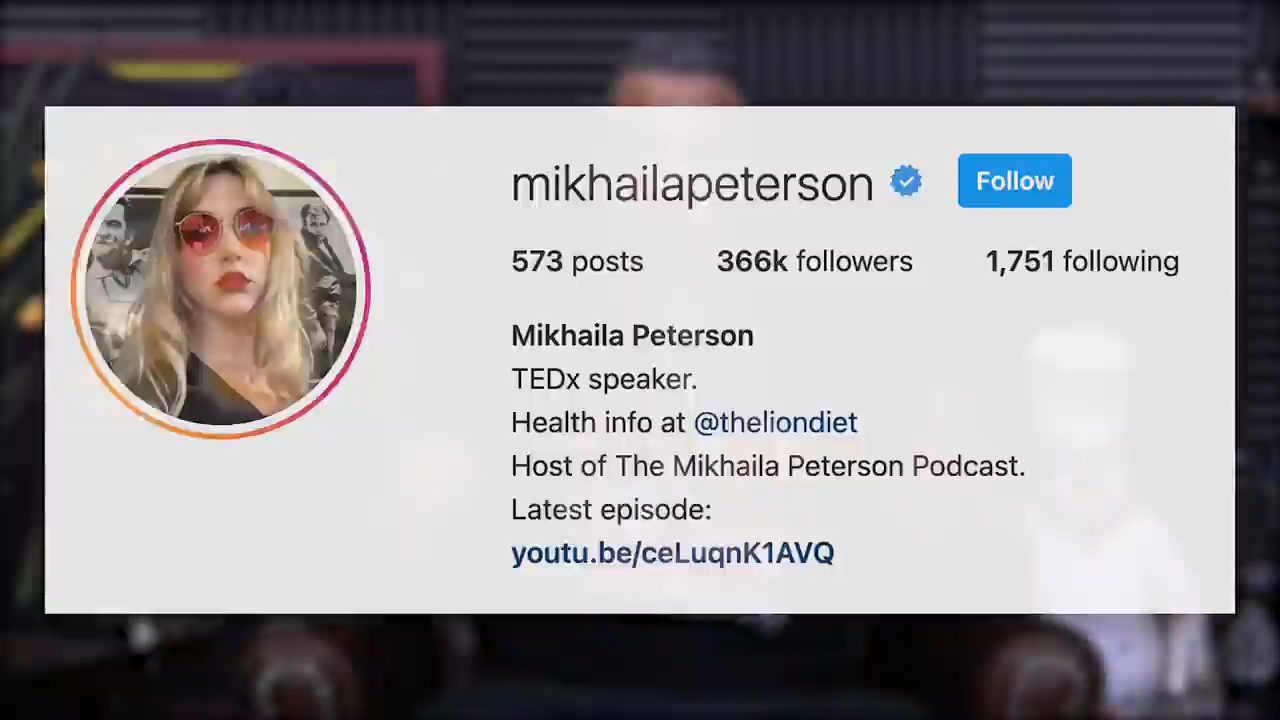 mikhailapeterson Follow
573 posts 366k followers 1,751 following
Mikhaila Peterson
TEDx speaker.
Health info at @theliondiet
Host of The Mikhaila Peterson Podcast.
Latest episode:
youtu.be/ceLuqnK1AVQ